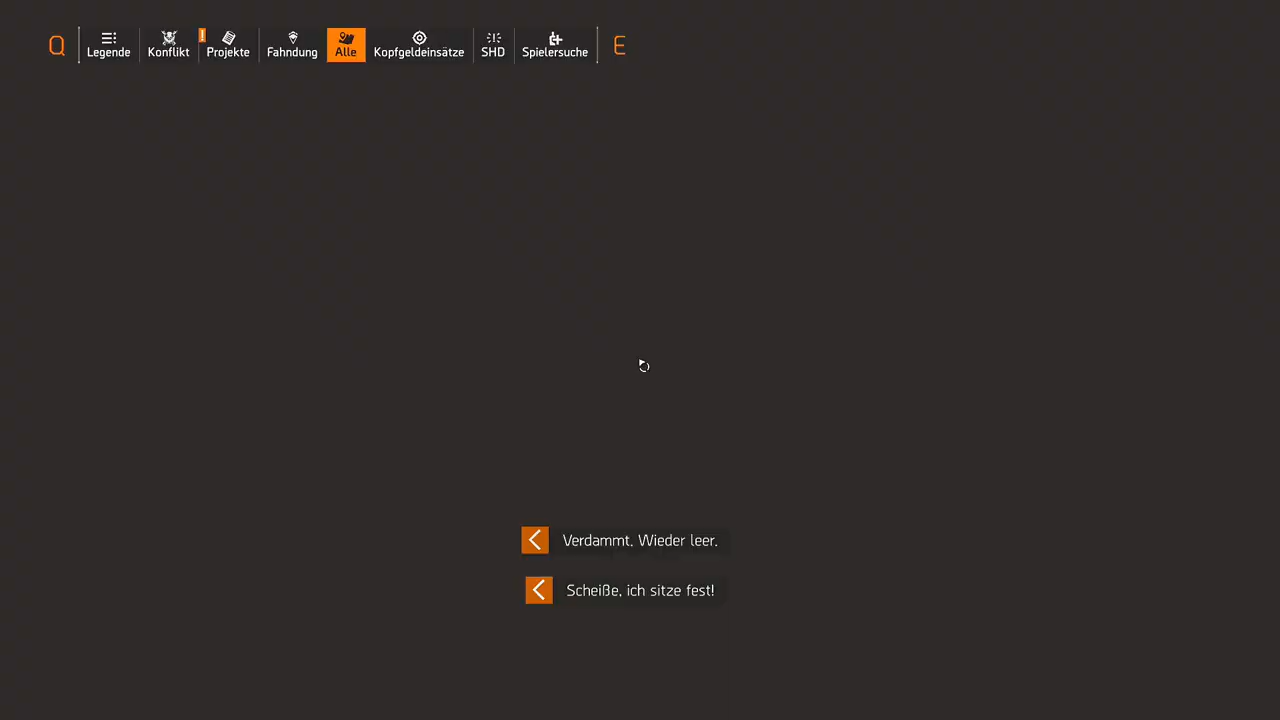 Q Legende Konflikt ! Projekte Fahndung Alle Kopfgeldeinsätze SHD Spielersuche E
Verdammt. Wieder leer.
Scheiße, ich sitze fest!